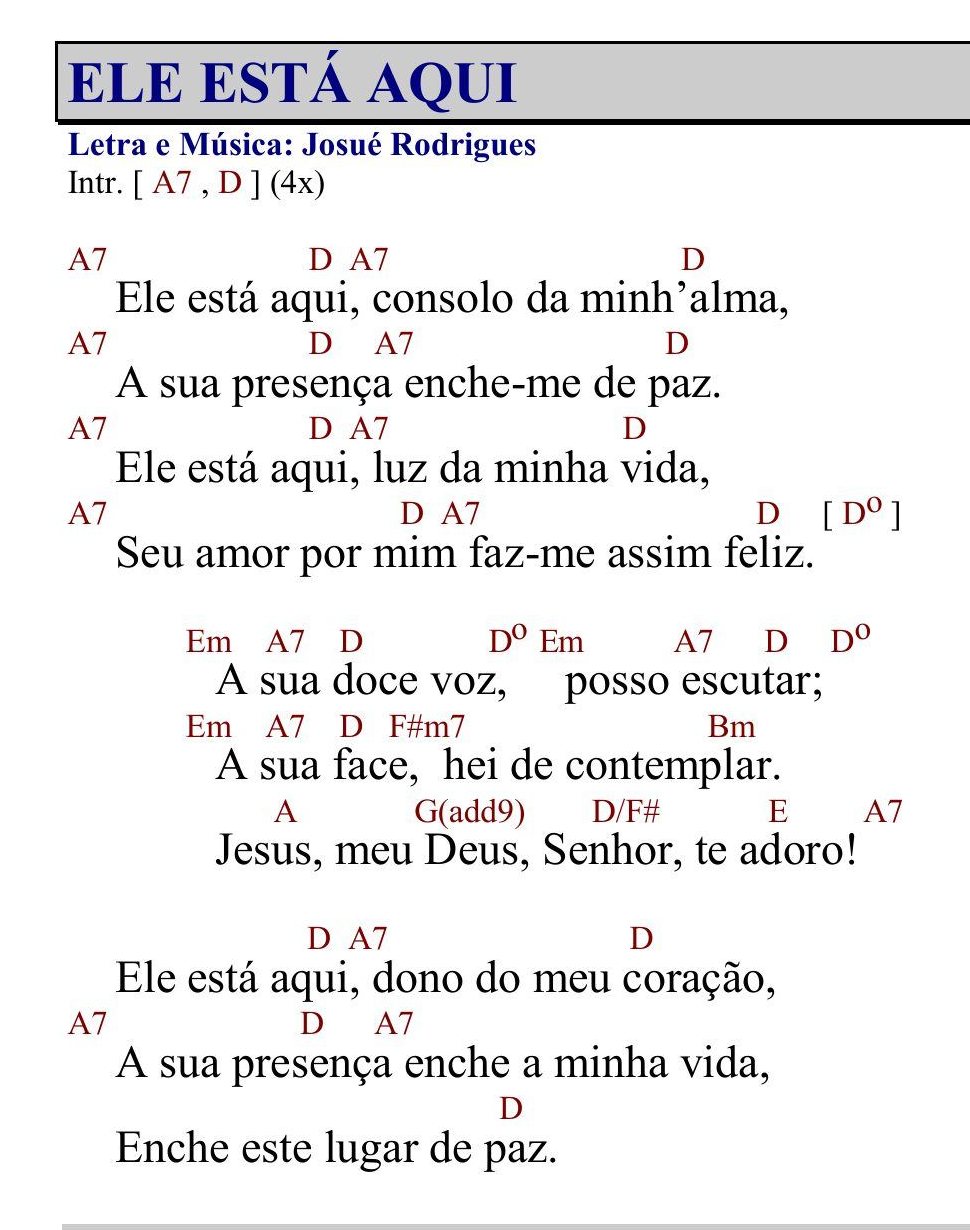 ELE ESTÁ AQUI
Letra e Música: Josué Rodrigues
Intr. [ A7 , D ] (4x)
A7 D A7 D
Ele está aqui, consolo da minh’alma,
A7 D A7 D
A sua presença enche-me de paz.
A7 D A7 D
Ele está aqui, luz da minha vida,
A7 D A7 D [ Dº ]
Seu amor por mim faz-me assim feliz.
Em A7 D Dº Em A7 D Dº
A sua doce voz, posso escutar;
Em A7 D F#m7 Bm
A sua face, hei de contemplar.
A G(add9) D/F# E A7
Jesus, meu Deus, Senhor, te adoro!
D A7 D
Ele está aqui, dono do meu coração,
A7 D A7
A sua presença enche a minha vida,
D
Enche este lugar de paz.